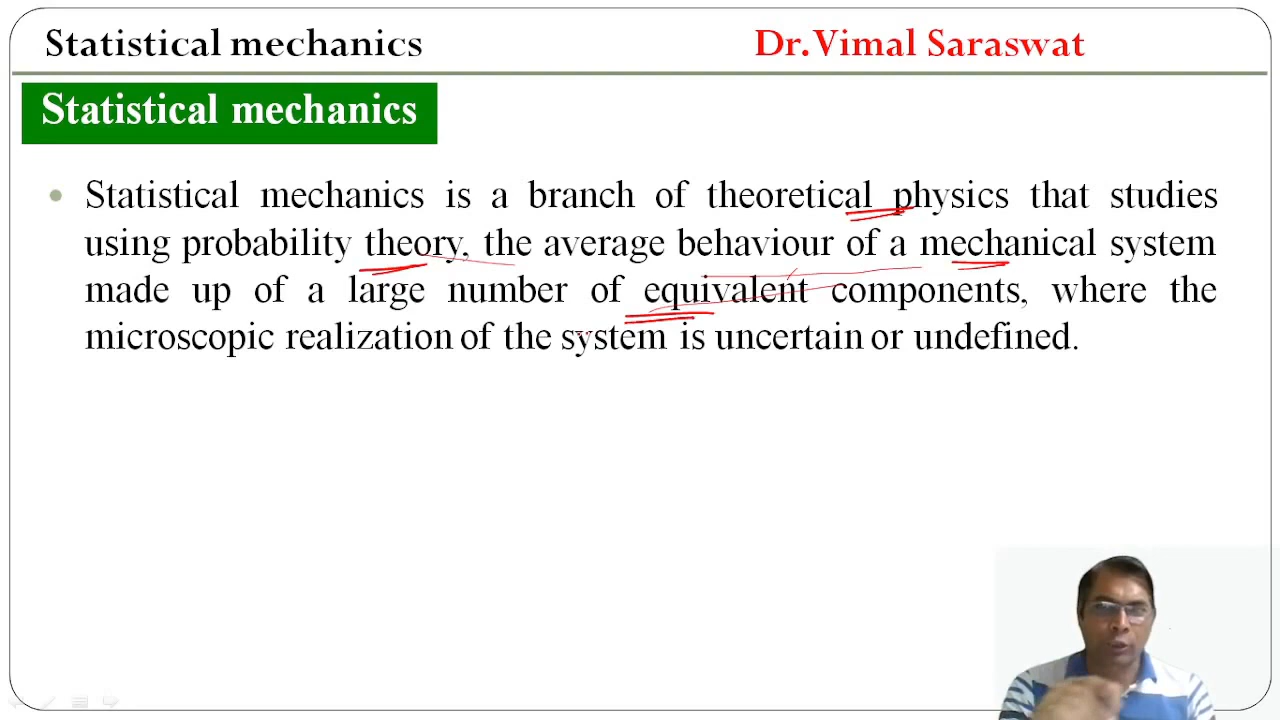 Statistical mechanics
Dr.Vimal Saraswat
Statistical mechanics
• Statistical mechanics is a branch of theoretical physics that studies
using probability theory, the average behaviour of a mechanical system
made up of a large number of equivalent components, where the
microscopic realization of the system is uncertain or undefined.